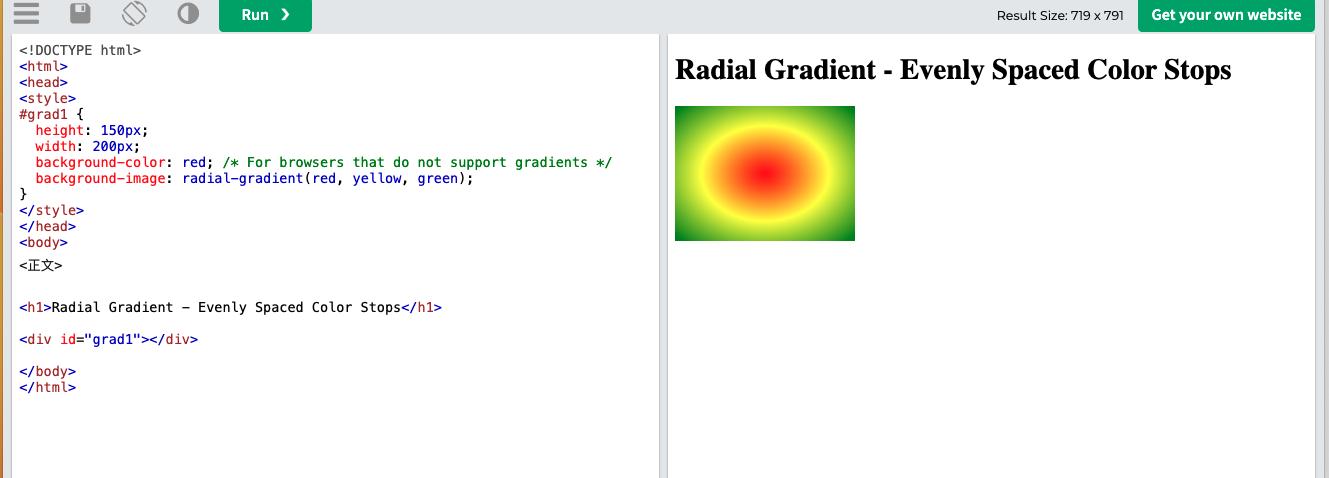 Run ❯
Result Size: 719 x 791
Get your own website
<!DOCTYPE html>
<html>
<head>
<style>
#grad1 {
  height: 150px;
  width: 200px;
  background-color: red; /* For browsers that do not support gradients */
  background-image: radial-gradient(red, yellow, green);
}
</style>
</head>
<body>
<正文>
<h1>Radial Gradient - Evenly Spaced Color Stops</h1>
<div id="grad1"></div>
</body>
</html>
Radial Gradient - Evenly Spaced Color Stops